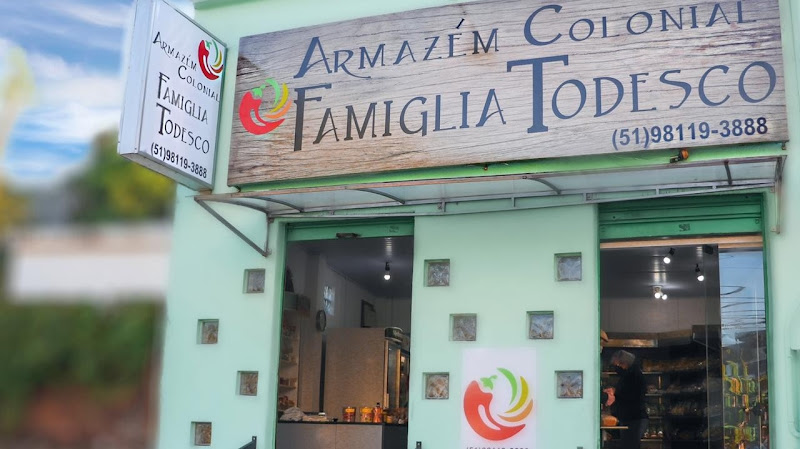 Armazém
Colonial
Famiglia
Todesco
(51)98119-3888
Armazém Colonial
Famiglia Todesco
(51)98119-3888